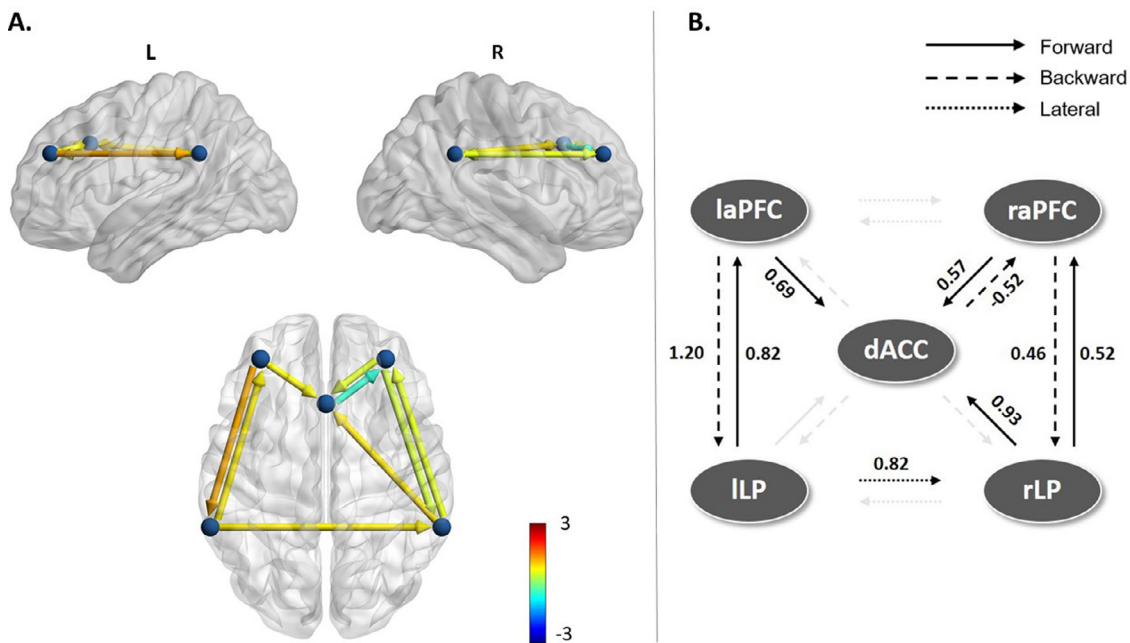 A.
L
R
3
-3
B.
Forward
Backward
Lateral
laPFC
raPFC
0.69
0.57
-0.52
dACC
1.20
0.82
0.46
0.52
0.93
0.82
lLP
rLP